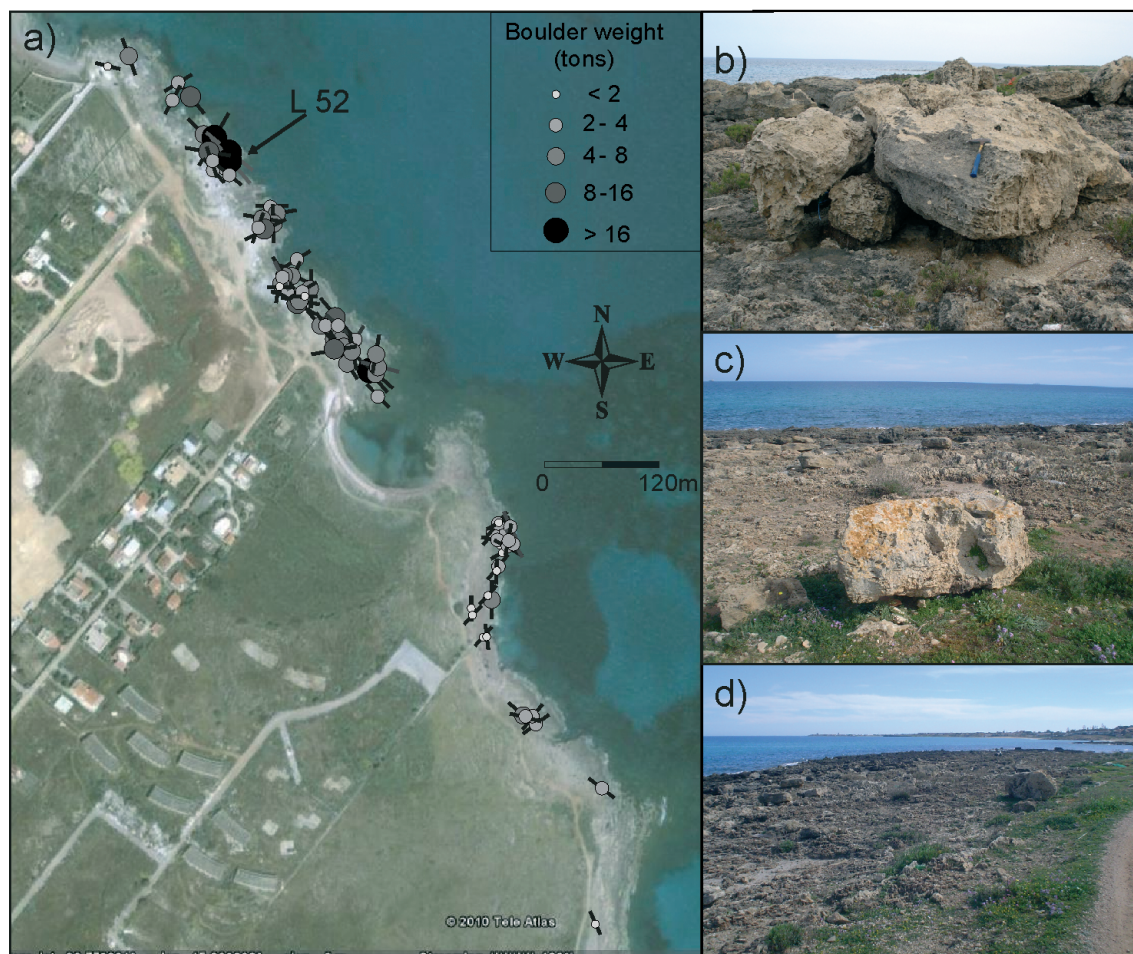 a)
L 52
Boulder weight
(tons)
< 2
2 - 4
4 - 8
8 -16
> 16
N
W E
S
0 120m
© 2010 Tele Atlas
b)
c)
d)